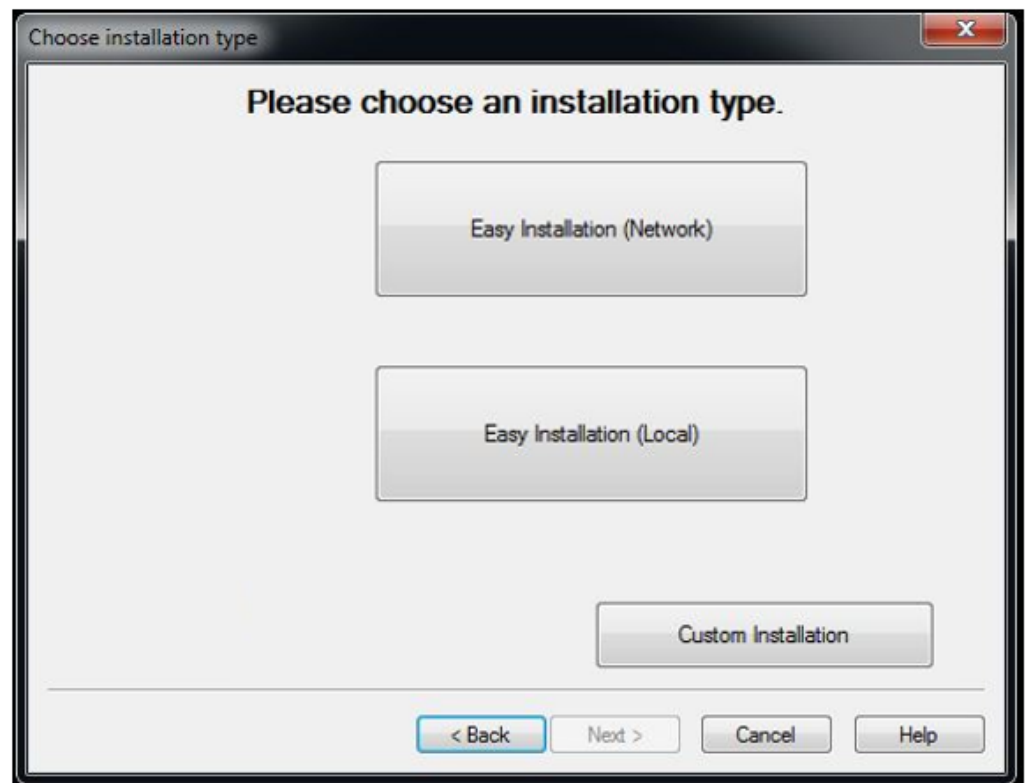 Choose installation type
Please choose an installation type.
Easy Installation (Network)
Easy Installation (Local)
Custom Installation
< Back Next > Cancel Help